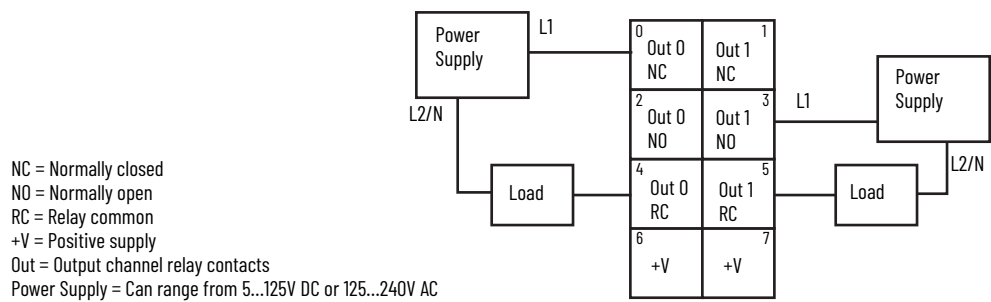 Power
Supply
L1
L2/N
Load
0
Out 0
NC
1
Out 1
NC
2
Out 0
NO
3
Out 1
NO
4
Out 0
RC
5
Out 1
RC
6
+V
7
+V
L1
Power
Supply
L2/N
Load
NC = Normally closed
NO = Normally open
RC = Relay common
+V = Positive supply
Out = Output channel relay contacts
Power Supply = Can range from 5...125V DC or 125...240V AC